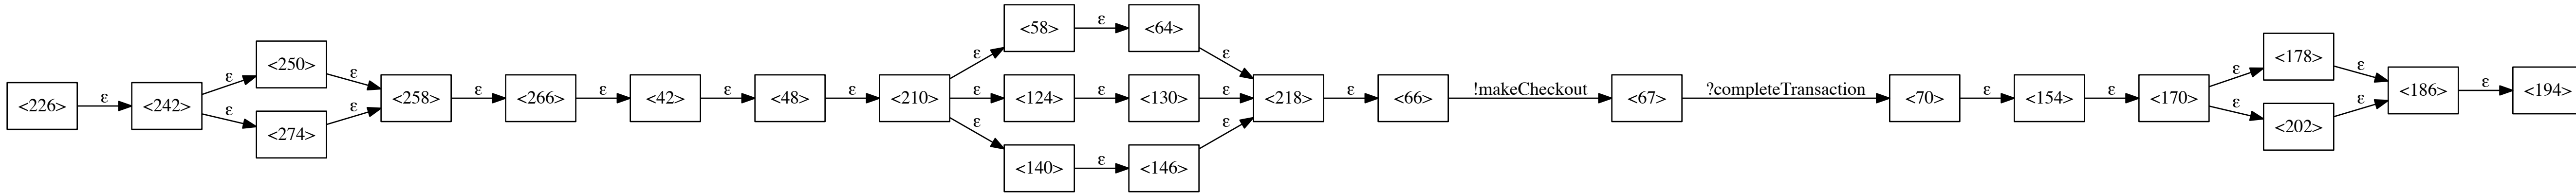 <226>
ε
<242>
ε
<250>
ε
ε
<274>
ε
<258>
ε
<266>
ε
<42>
ε
<48>
ε
<210>
ε
<58>
ε
<64>
ε
ε
<124>
ε
<130>
ε
ε
<140>
ε
<146>
ε
<218>
ε
<66>
!makeCheckout
<67>
?completeTransaction
<70>
ε
<154>
ε
<170>
ε
<178>
ε
ε
<202>
ε
<186>
ε
<194>